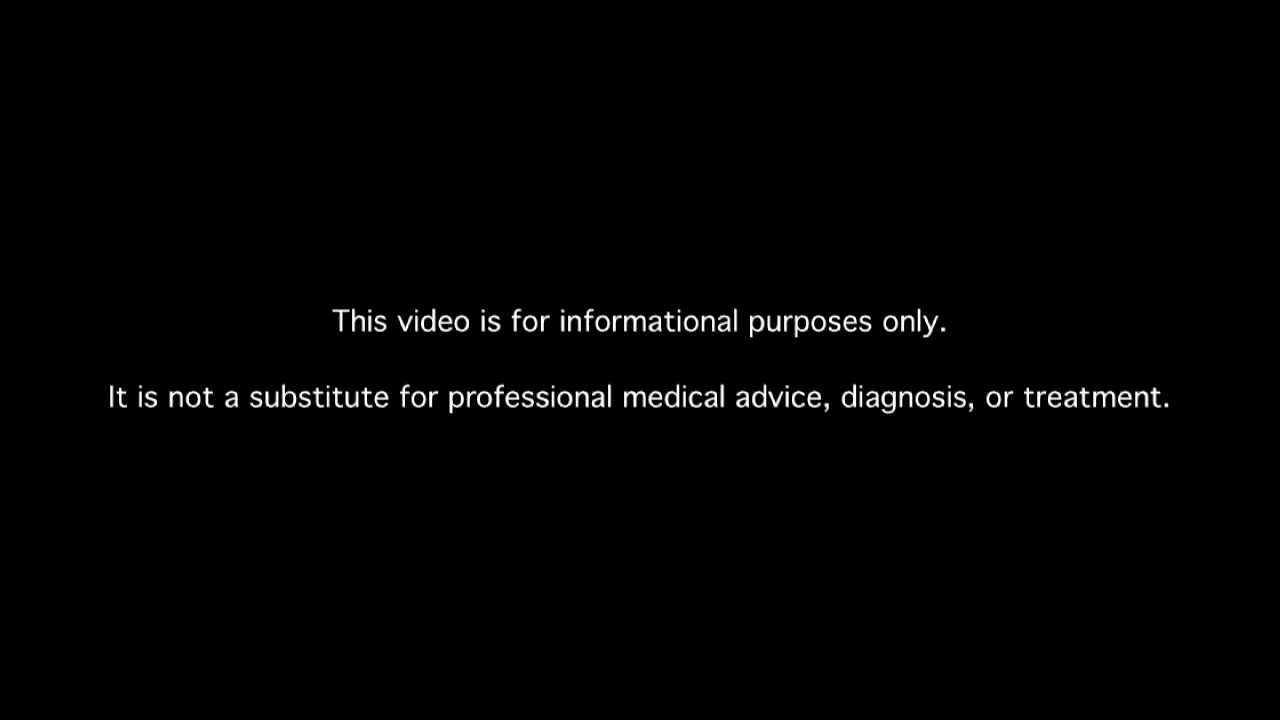 This video is for informational purposes only.
It is not a substitute for professional medical advice, diagnosis, or treatment.